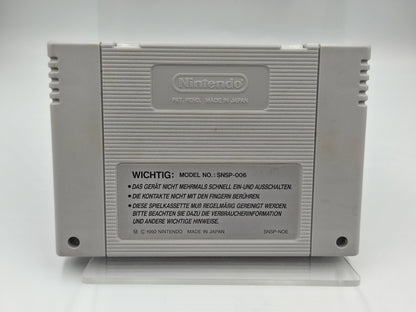 Nintendo
PAT. PEND. MADE IN JAPAN
WICHTIG: MODEL NO.: SNSP-006
• DAS GERÄT NICHT MEHRMALS SCHNELL EIN-UND AUSSCHALTEN.
• DIE KONTAKTE NICHT MIT DEN FINGERN BERÜHREN.
• DIESE SPIELKASSETTE MUß REGELMÄßIG GEREINIGT WERDEN.
BITTE BEACHTEN SIE DAZU DIE VERBRAUCHERINFORMATION
UND ANDERE WICHTIGE HINWEISE.
Ⓜ © 1992 NINTENDO MADE IN JAPAN SNSP-NOE